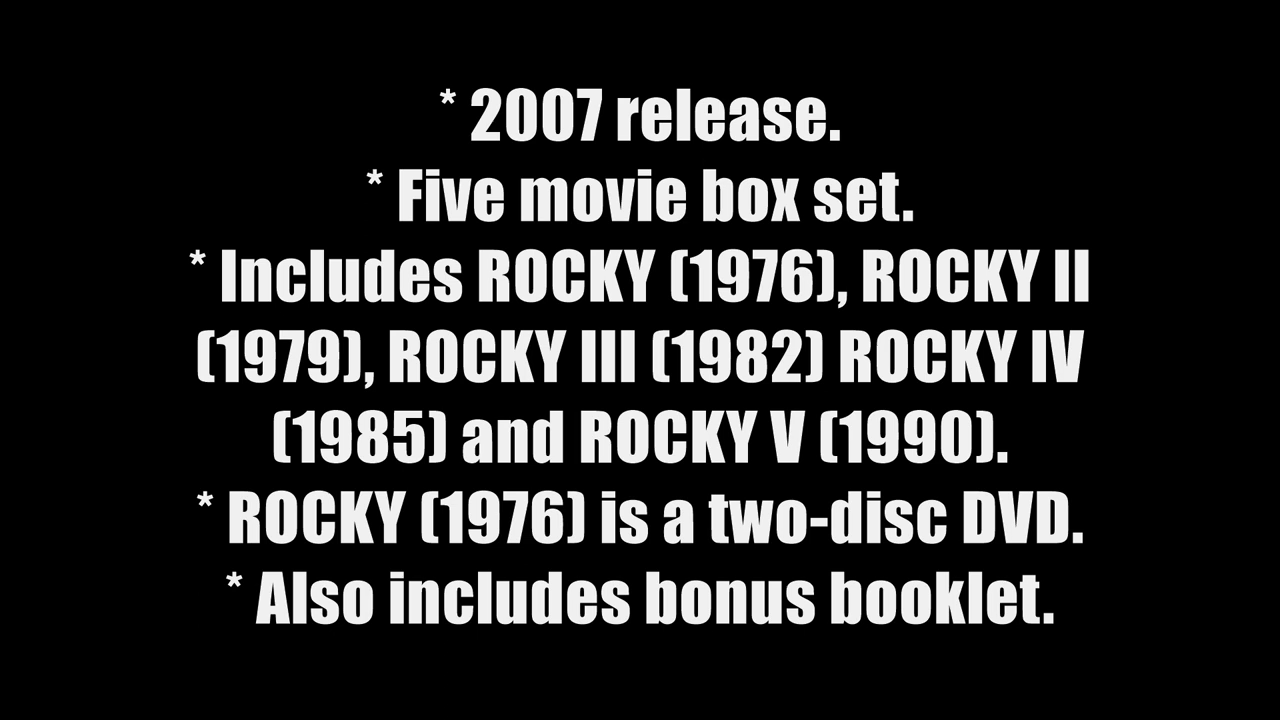 * 2007 release.
* Five movie box set.
* Includes ROCKY (1976), ROCKY II
(1979), ROCKY III (1982) ROCKY IV
(1985) and ROCKY V (1990).
* ROCKY (1976) is a two-disc DVD.
* Also includes bonus booklet.